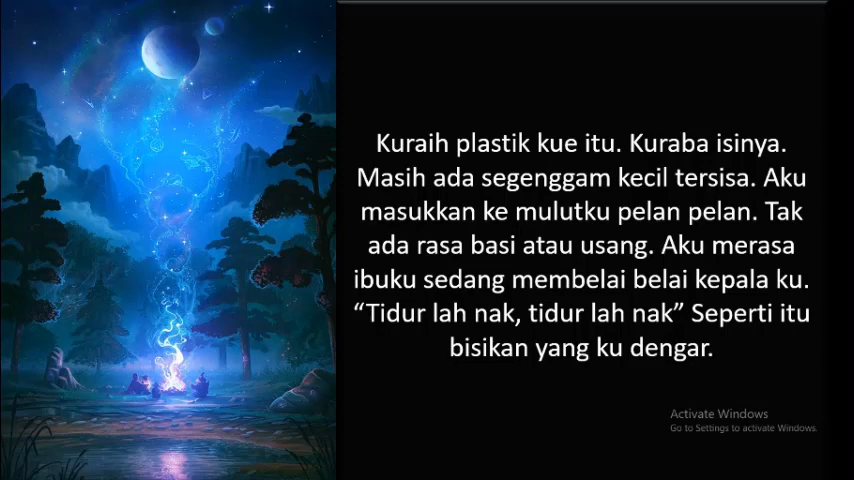 Kuraih plastik kue itu. Kuraba isinya.
Masih ada segenggam kecil tersisa. Aku
masukkan ke mulutku pelan pelan. Tak
ada rasa basi atau usang. Aku merasa
ibuku sedang membelai belai kepala ku.
“Tidur lah nak, tidur lah nak” Seperti itu
bisikan yang ku dengar.
Activate Windows
Go to Settings to activate Windows.